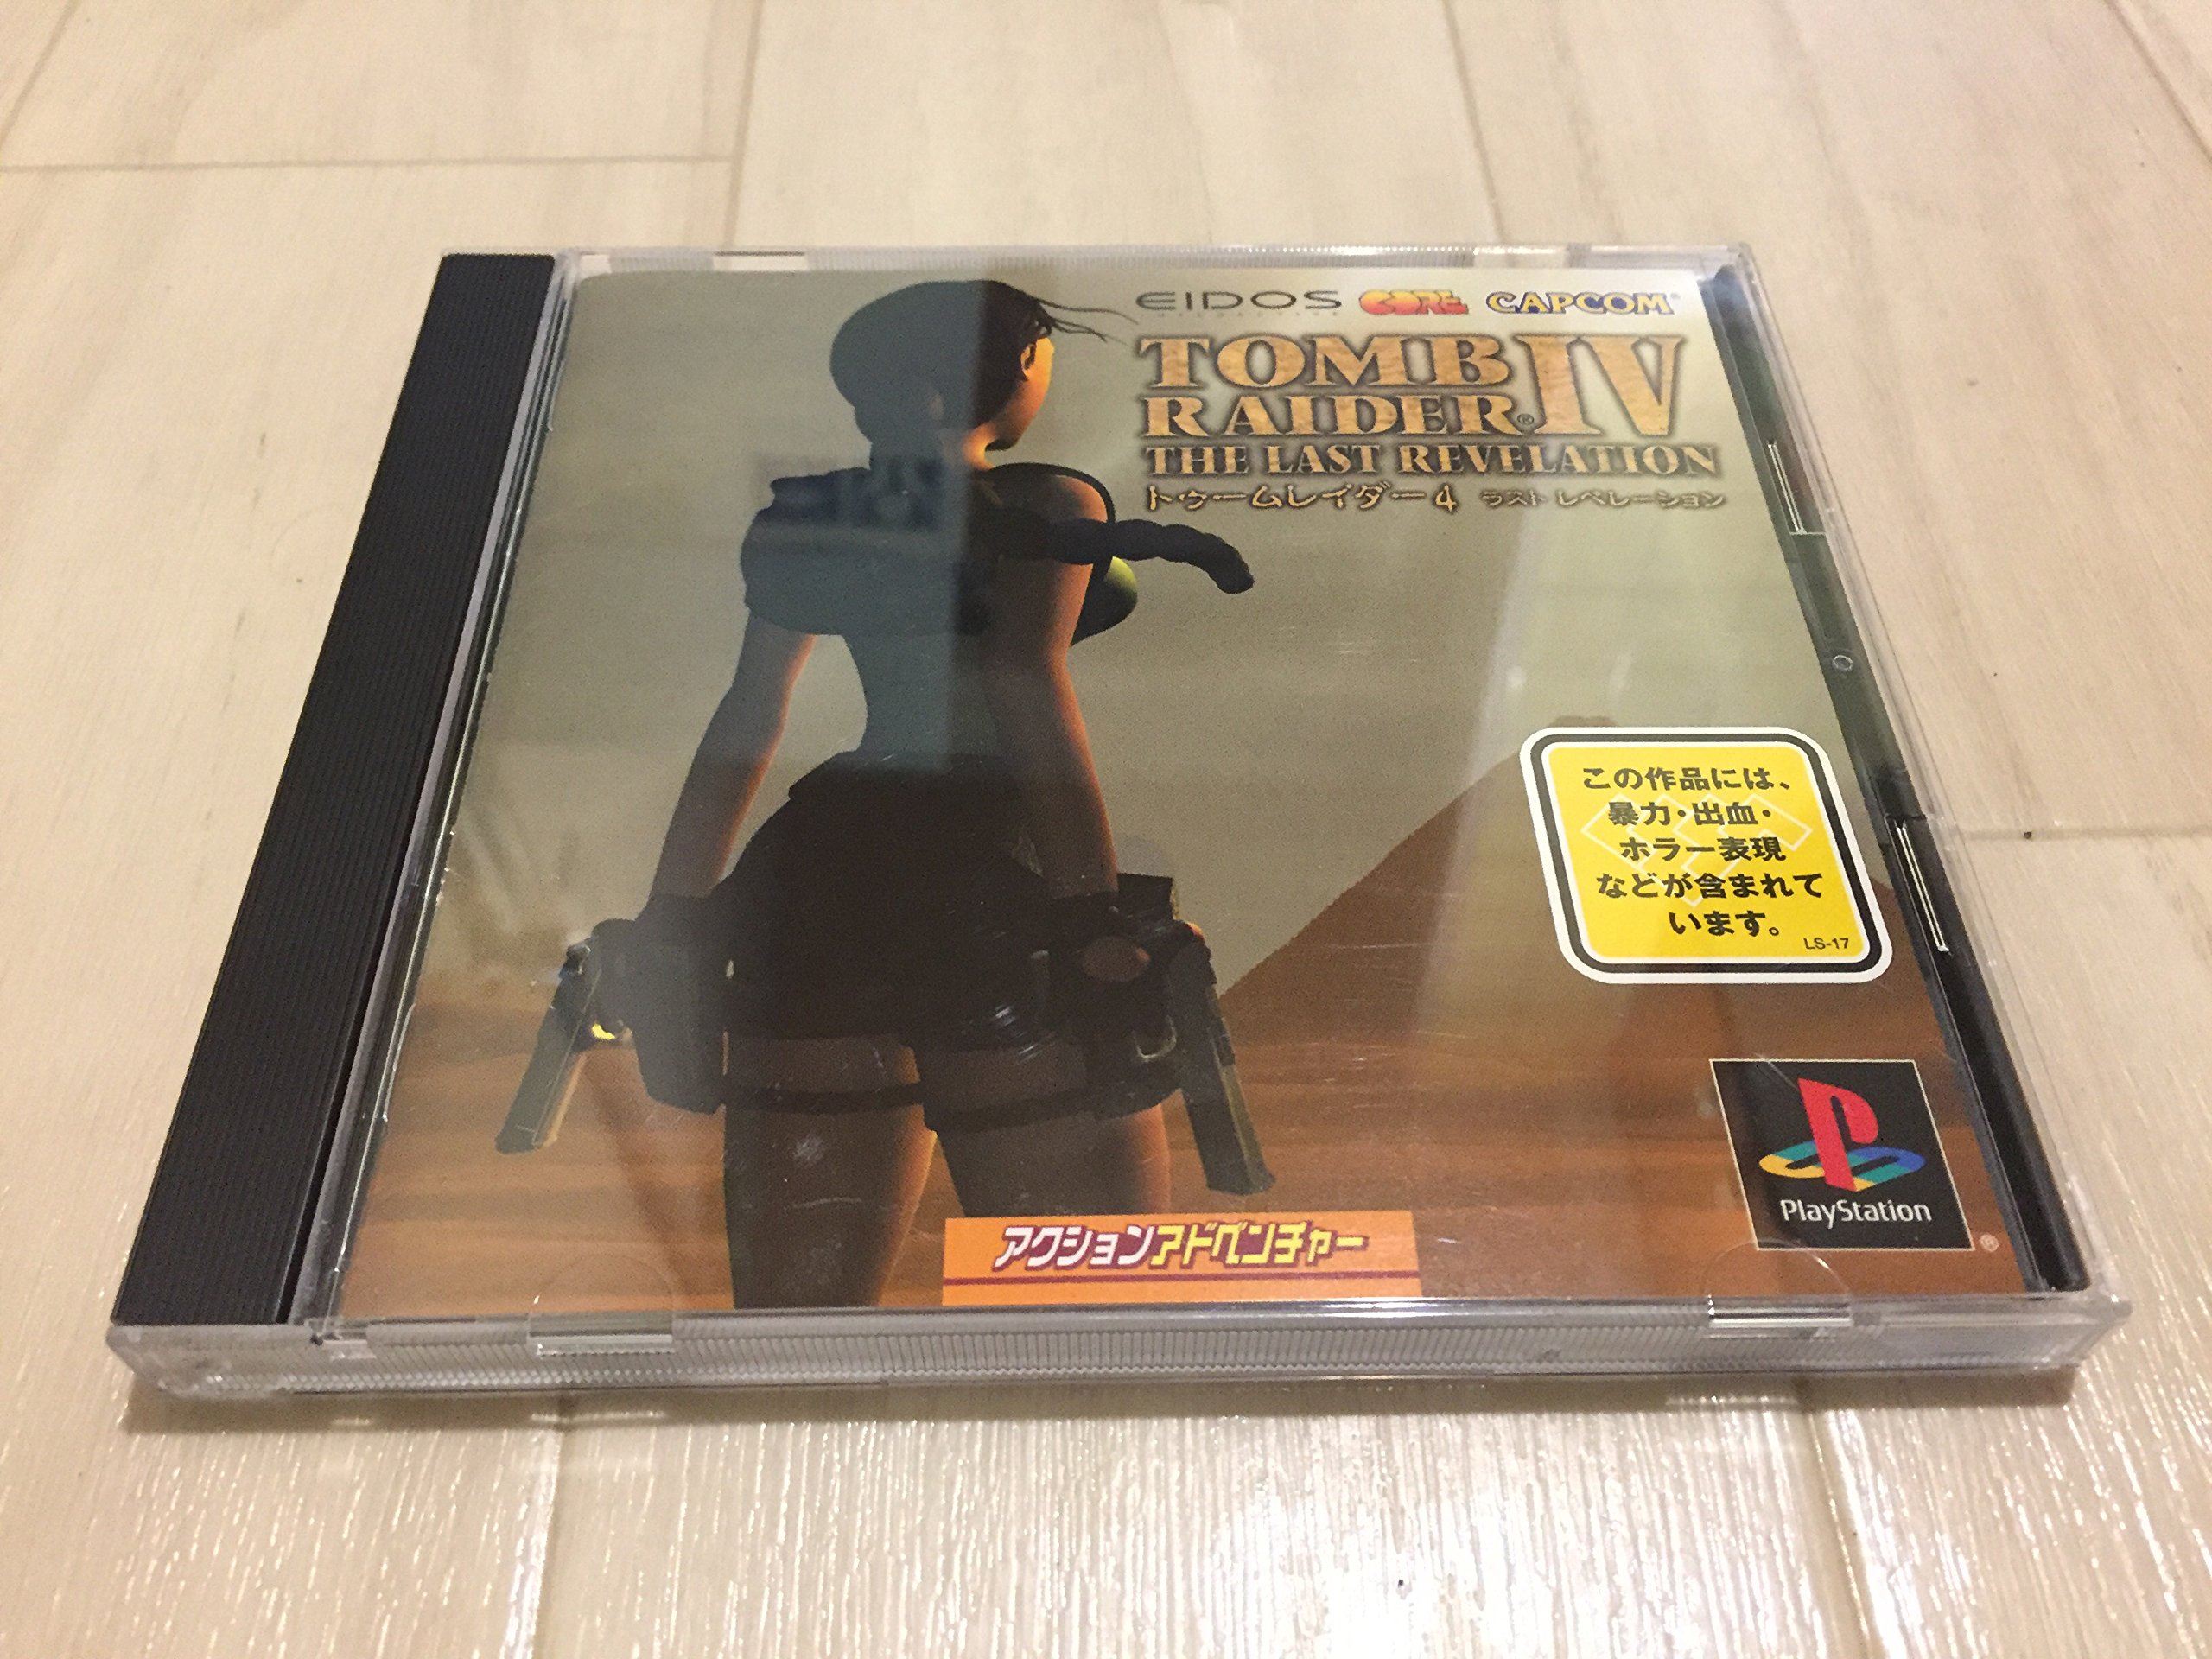 EIDOS CORE CAPCOM
TOMB RAIDER® IV
THE LAST REVELATION
トゥームレイダー4 ラスト レベレーション
この作品には、
暴力・出血・
ホラー表現
などが含まれて
います。
LS-17
PlayStation
®
アクションアドベンチャー